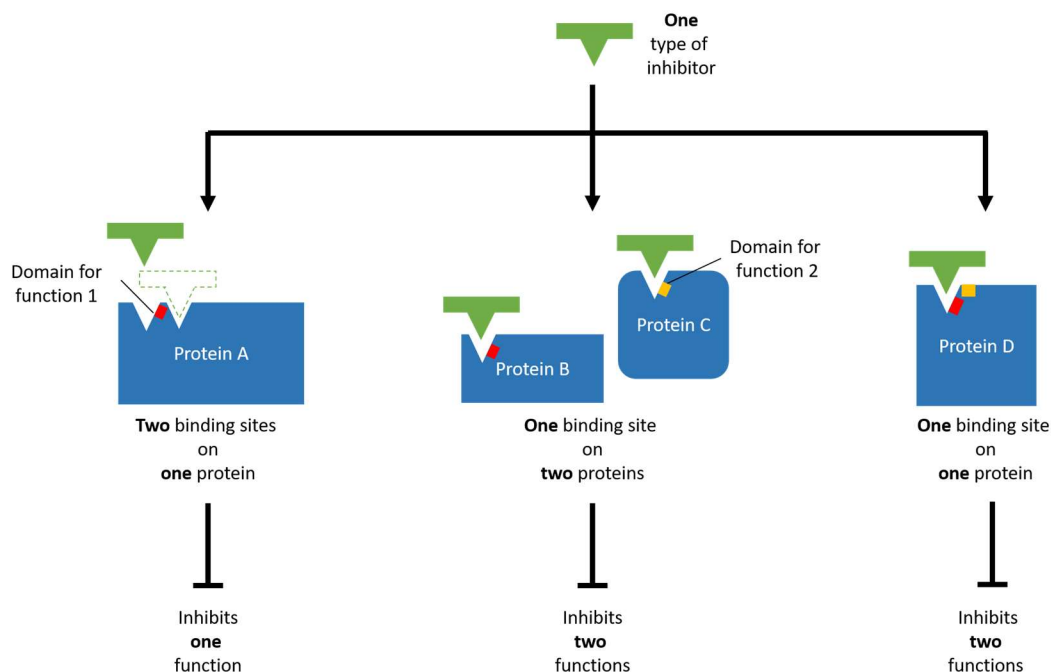 One
type of
inhibitor
Domain for
function 1
Domain for
function 2
Protein A
Protein B
Protein C
Protein D
Two binding sites
on
one protein
One binding site
on
two proteins
One binding site
on
one protein
Inhibits
one
function
Inhibits
two
functions
Inhibits
two
functions